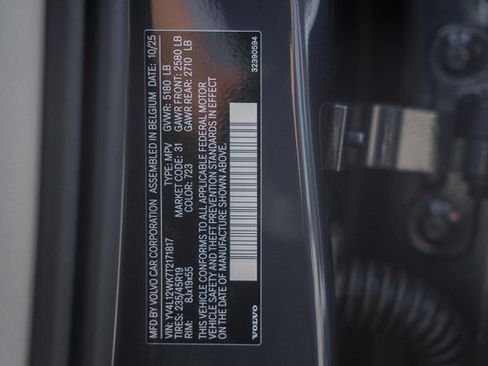 MFD BY VOLVO CAR CORPORATION ASSEMBLED IN BELGIUM DATE: 10/25
GVWR: 5180 LB
GAWR FRONT: 2580 LB
GAWR REAR: 2710 LB
VIN: YV4L12WK7T2171817 TYPE: MPV
TIRES: 235/45R19 MARKET CODE: 31
RIM: 8Jx19x55 COLOR: 723
THIS VEHICLE CONFORMS TO ALL APPLICABLE FEDERAL MOTOR
VEHICLE SAFETY AND THEFT PREVENTION STANDARDS IN EFFECT
ON THE DATE OF MANUFACTURE SHOWN ABOVE.
VOLVO 32390594